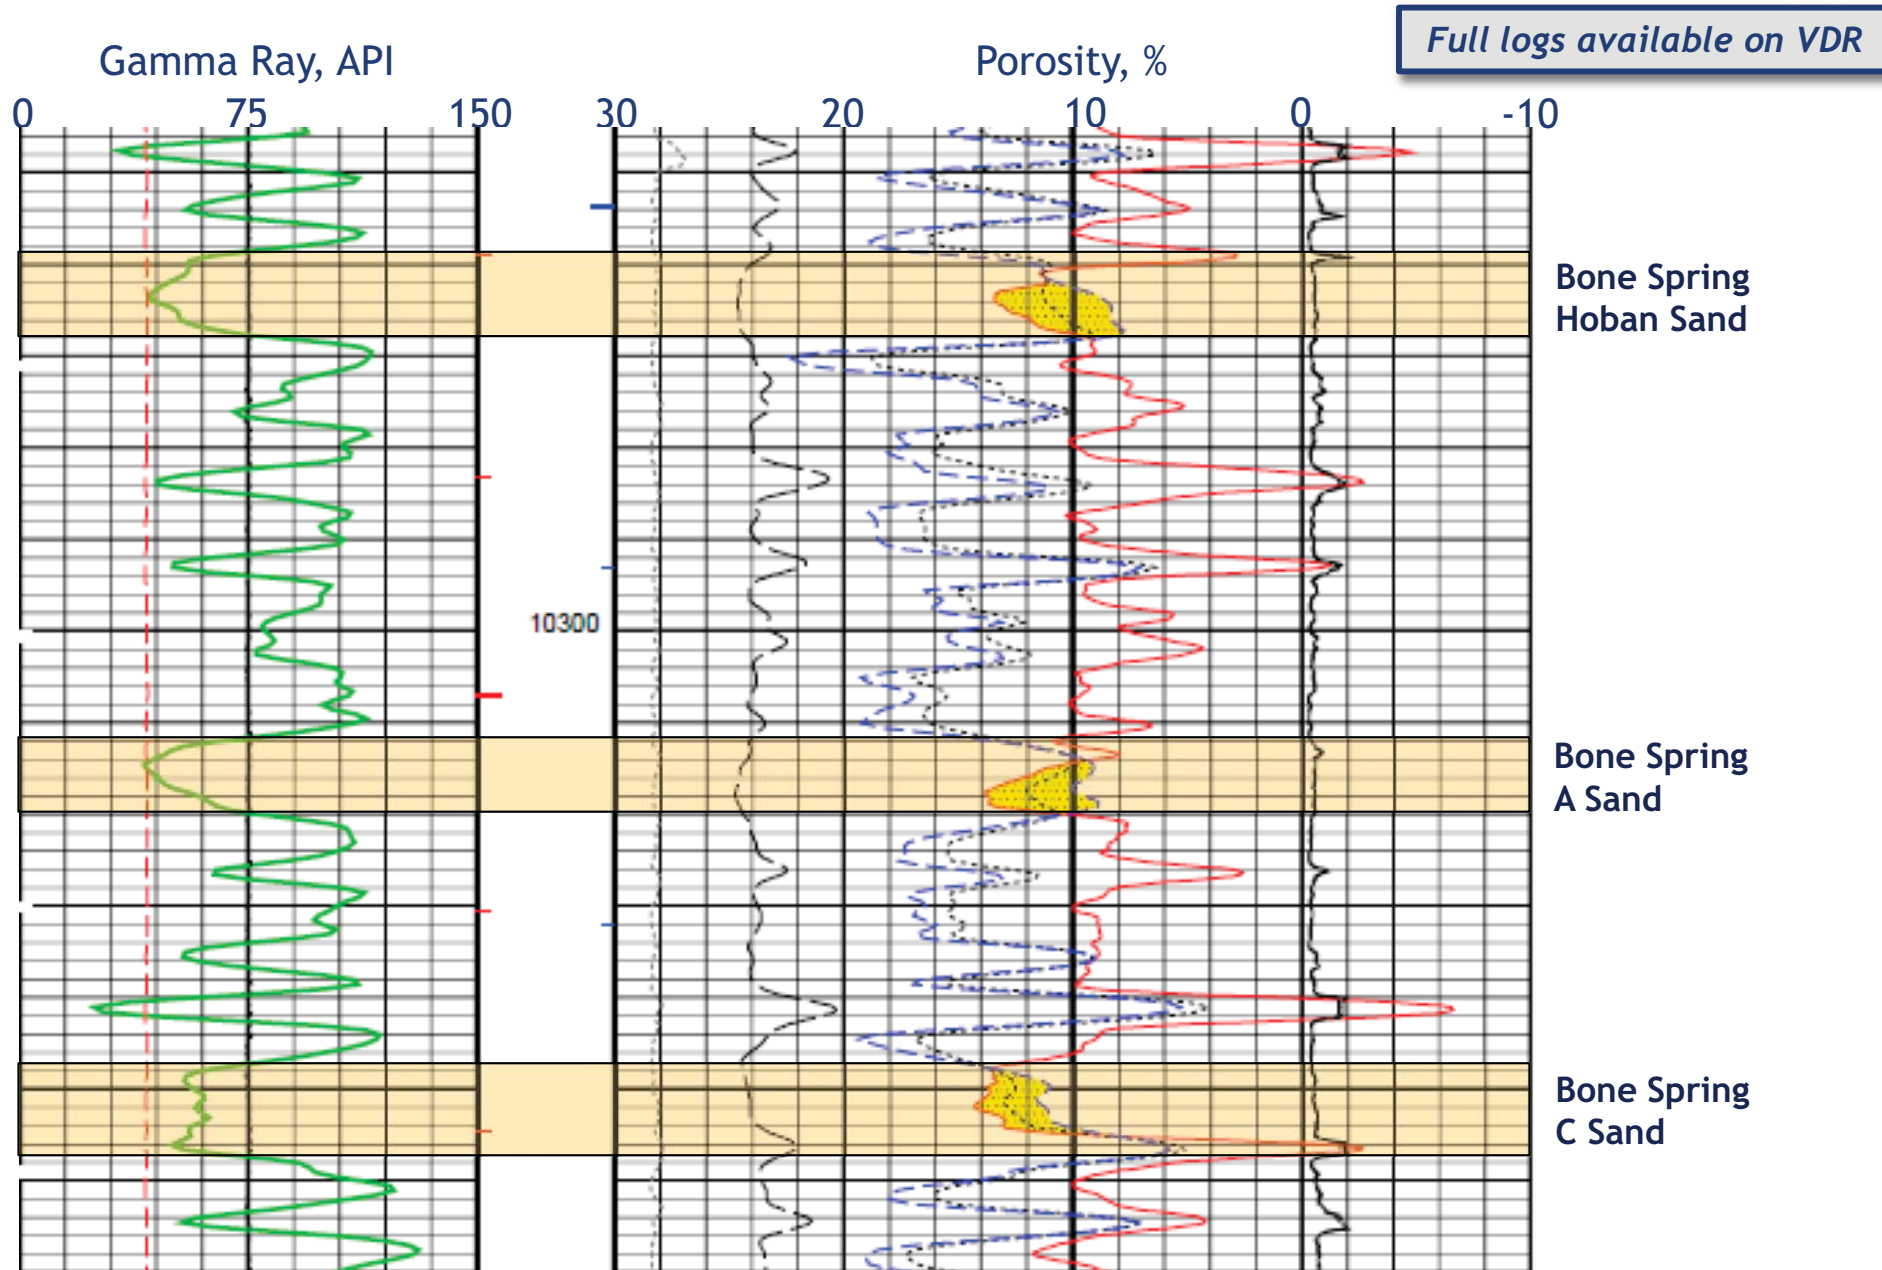 Full logs available on VDR
Gamma Ray, API
Porosity, %
0 75 150 30 20 10 0 -10
Bone Spring
Hoban Sand
10300
Bone Spring
A Sand
Bone Spring
C Sand